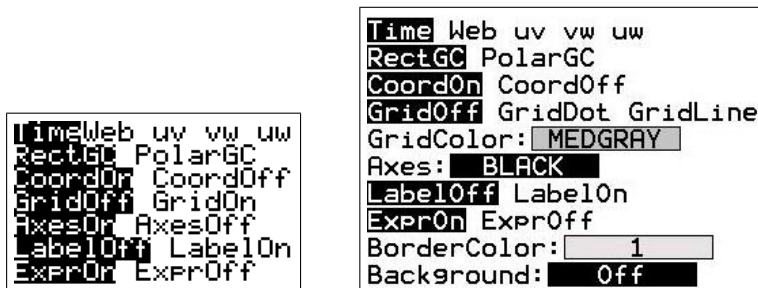 TimeWeb uv vw uw
RectGC PolarGC
CoordOn CoordOff
GridOff GridOn
AxesOn AxesOff
LabelOff LabelOn
ExprOn ExprOff
Time Web uv vw uw
RectGC PolarGC
CoordOn CoordOff
GridOff GridDot GridLine
GridColor: MEDGRAY
Axes: BLACK
LabelOff LabelOn
ExprOn ExprOff
BorderColor: 1
Background: Off